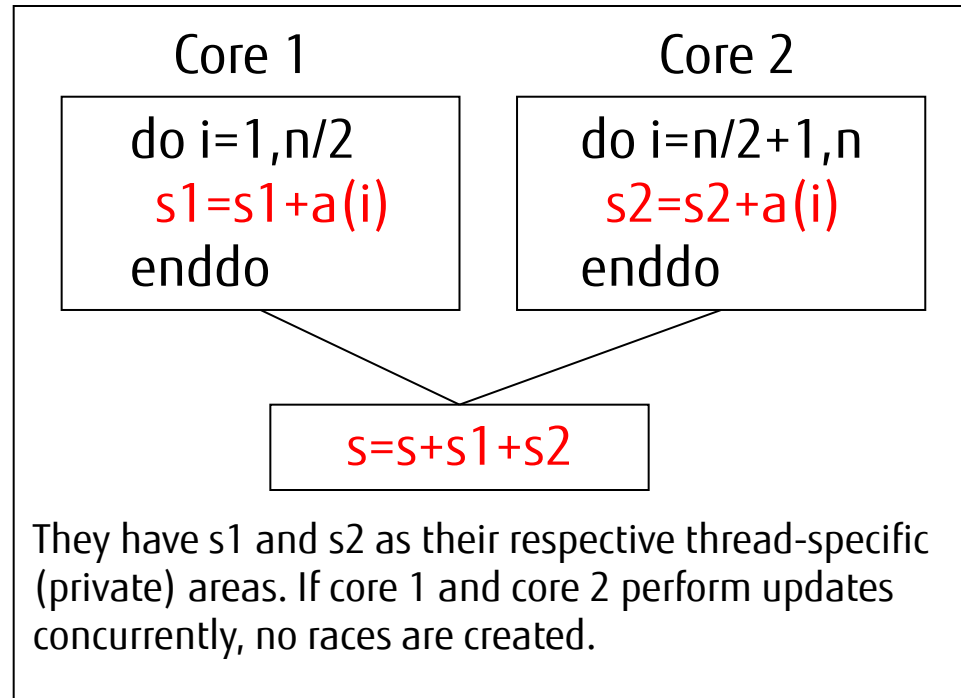 Core 1
do i=1,n/2
s1=s1+a(i)
enddo
Core 2
do i=n/2+1,n
s2=s2+a(i)
enddo
s=s+s1+s2
They have s1 and s2 as their respective thread-specific
(private) areas. If core 1 and core 2 perform updates
concurrently, no races are created.